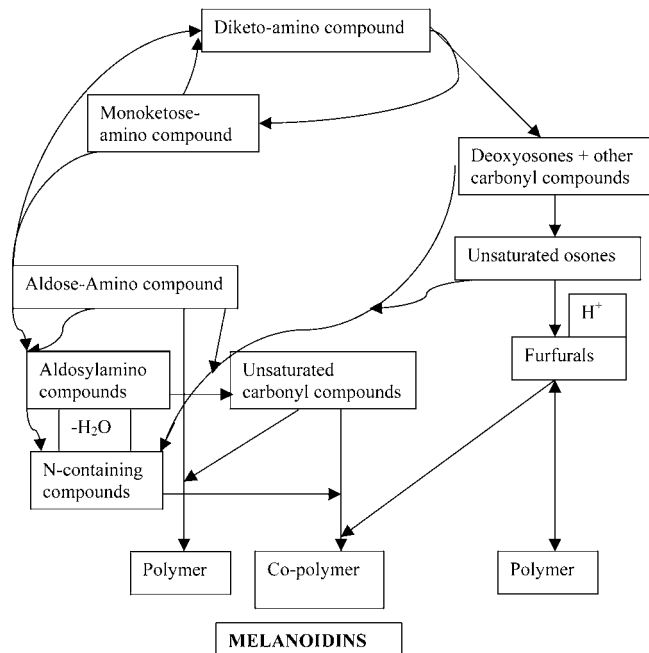 Diketo-amino compound
Monoketose-
amino compound
Deoxyosones + other
carbonyl compounds
Unsaturated osones
Aldose-Amino compound
H⁺
Furfurals
Aldosylamino
compounds
Unsaturated
carbonyl compounds
-H₂O
N-containing
compounds
Polymer
Co-polymer
Polymer
MELANOIDINS